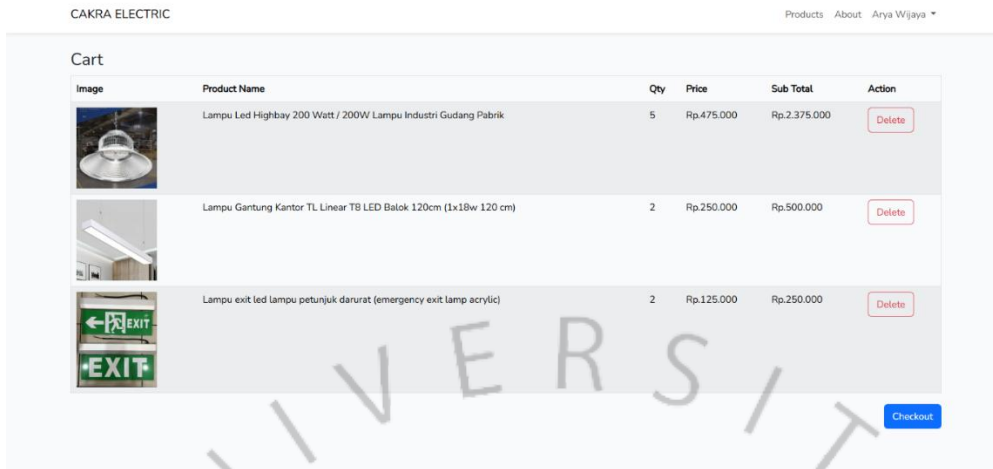 CAKRA ELECTRIC Products About Arya Wijaya
Cart
Image Product Name Qty Price Sub Total Action
Lampu Led Highbay 200 Watt / 200W Lampu Industri Gudang Pabrik 5 Rp.475.000 Rp.2.375.000 Delete
Lampu Gantung Kantor TL Linear T8 LED Balok 120cm (1x18w 120 cm) 2 Rp.250.000 Rp.500.000 Delete
Lampu exit led lampu petunjuk darurat (emergency exit lamp acrylic) 2 Rp.125.000 Rp.250.000 Delete
EXIT
EXIT
Checkout
IVERSIT